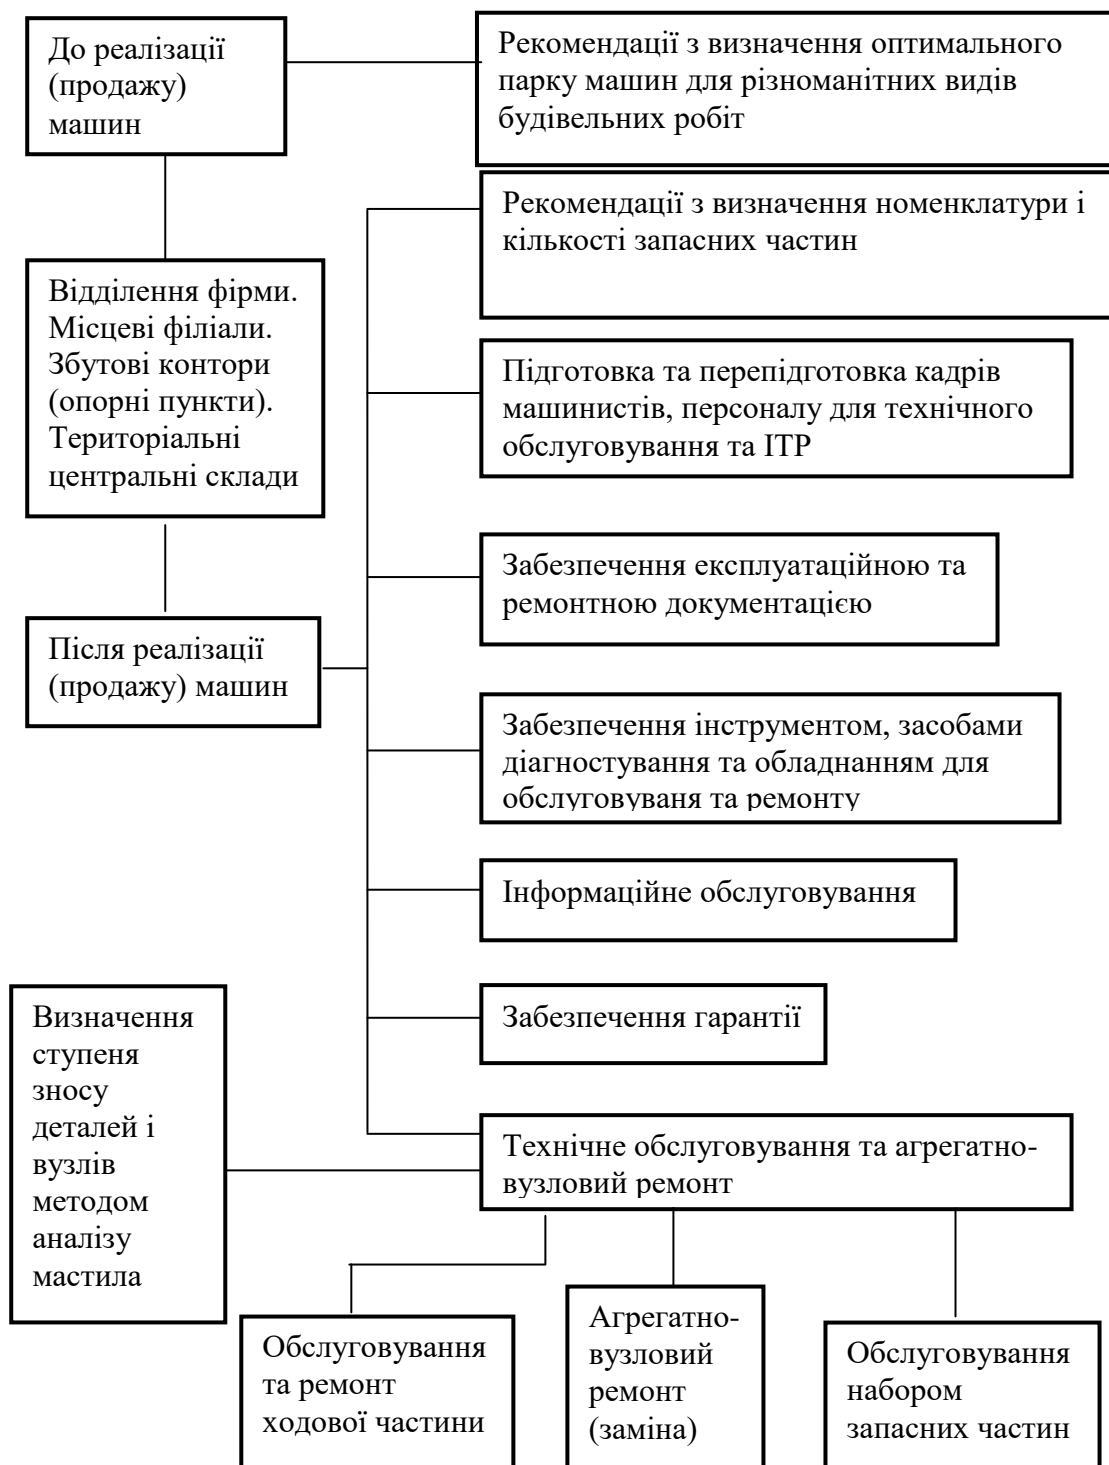 До реалізації
(продажу)
машин
Рекомендації з визначення оптимального
парку машин для різноманітних видів
будівельних робіт
Рекомендації з визначення номенклатури і
кількості запасних частин
Відділення фірми.
Місцеві філіали.
Збутові контори
(опорні пункти).
Територіальні
центральні склади
Підготовка та перепідготовка кадрів
машинистів, персоналу для технічного
обслуговування та ІТР
Забезпечення експлуатаційною та
ремонтною документацією
Після реалізації
(продажу) машин
Забезпечення інструментом, засобами
діагностування та обладнанням для
обслуговуваня та ремонту
Інформаційне обслуговування
Забезпечення гарантії
Визначення
ступеня
зносу
деталей і
вузлів
методом
аналізу
мастила
Технічне обслуговування та агрегатно-
вузловий ремонт
Обслуговування
та ремонт
ходової частини
Агрегатно-
вузловий
ремонт
(заміна)
Обслуговування
набором
запасних частин